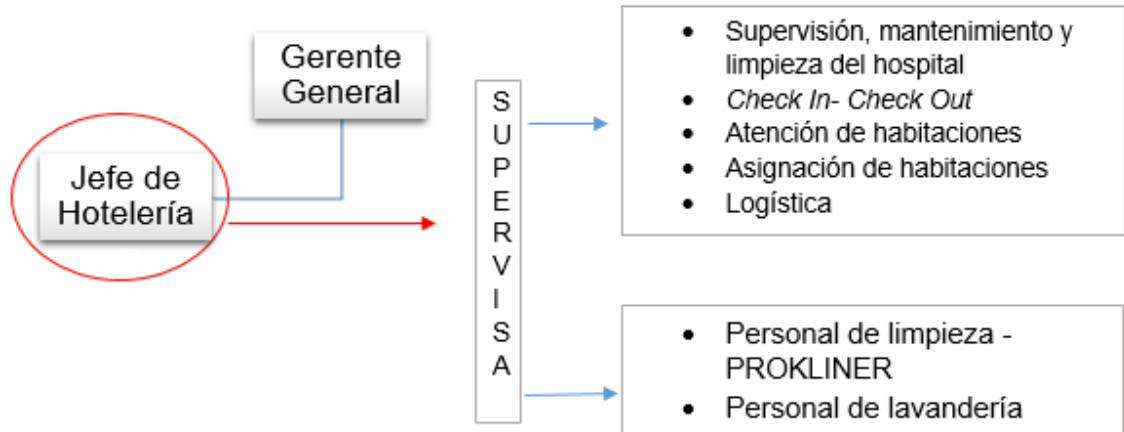 Gerente
General
Jefe de
Hotelería
SUPERVISA
• Supervisión, mantenimiento y
limpieza del hospital
• Check In- Check Out
• Atención de habitaciones
• Asignación de habitaciones
• Logística
• Personal de limpieza -
PROKLINER
• Personal de lavandería